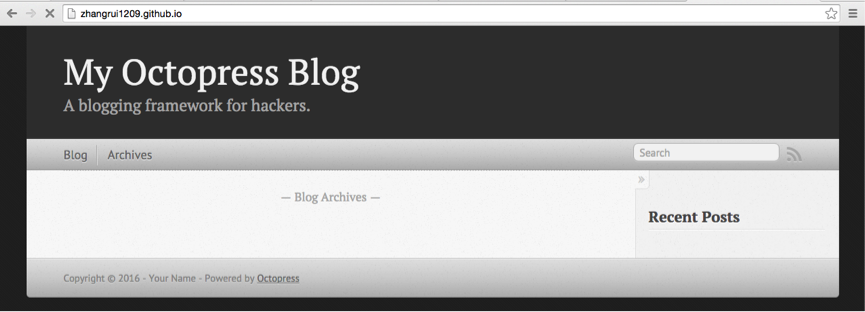 zhangrui1209.github.io
My Octopress Blog
A blogging framework for hackers.
Blog Archives Search
»
— Blog Archives —
Recent Posts
Copyright © 2016 - Your Name - Powered by Octopress